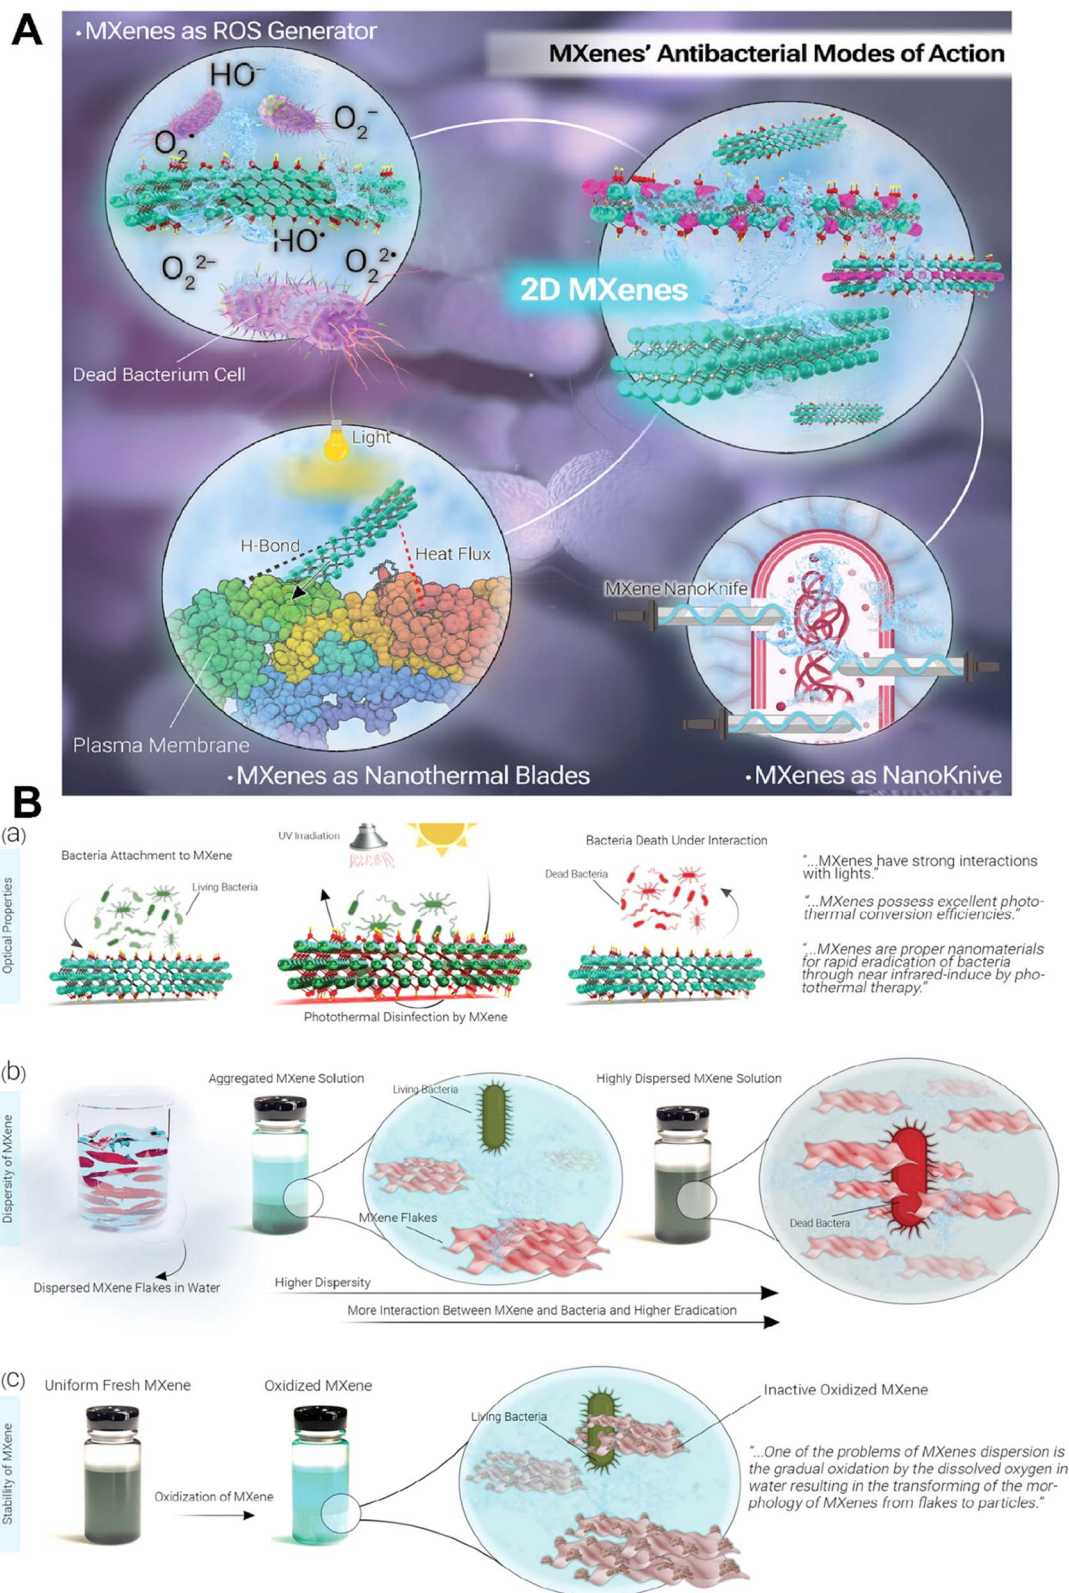 A
• MXenes as ROS Generator
MXenes' Antibacterial Modes of Action
HO⁻
O₂⁻
O₂•
HO•
O₂²⁻
O₂²•
2D MXenes
Dead Bacterium Cell
Light
H-Bond
Heat Flux
MXene NanoKnife
Plasma Membrane
• MXenes as Nanothermal Blades
• MXenes as NanoKnive
B
(a)
Optical Properties
Bacteria Attachment to MXene
Living Bacteria
UV Irradiation
Photothermal Disinfection by MXene
Bacteria Death Under Interaction
Dead Bacteria
"...MXenes have strong interactions
with lights."
"...MXenes possess excellent photo-
thermal conversion efficiencies."
"...MXenes are proper nanomaterials
for rapid eradication of bacteria
through near infrared-induce by pho-
tothermal therapy."
(b)
Dispersity of MXene
Dispersed MXene Flakes in Water
Aggregated MXene Solution
Living Bacteria
MXene Flakes
Highly Dispersed MXene Solution
Dead Bactera
Higher Dispersity
More Interaction Between MXene and Bacteria and Higher Eradication
(c)
Stability of MXene
Uniform Fresh MXene
Oxidization of MXene
Oxidized MXene
Living Bacteria
Inactive Oxidized MXene
"...One of the problems of MXenes dispersion is
the gradual oxidation by the dissolved oxygen in
water resulting in the transforming of the mor-
phology of MXenes from flakes to particles."